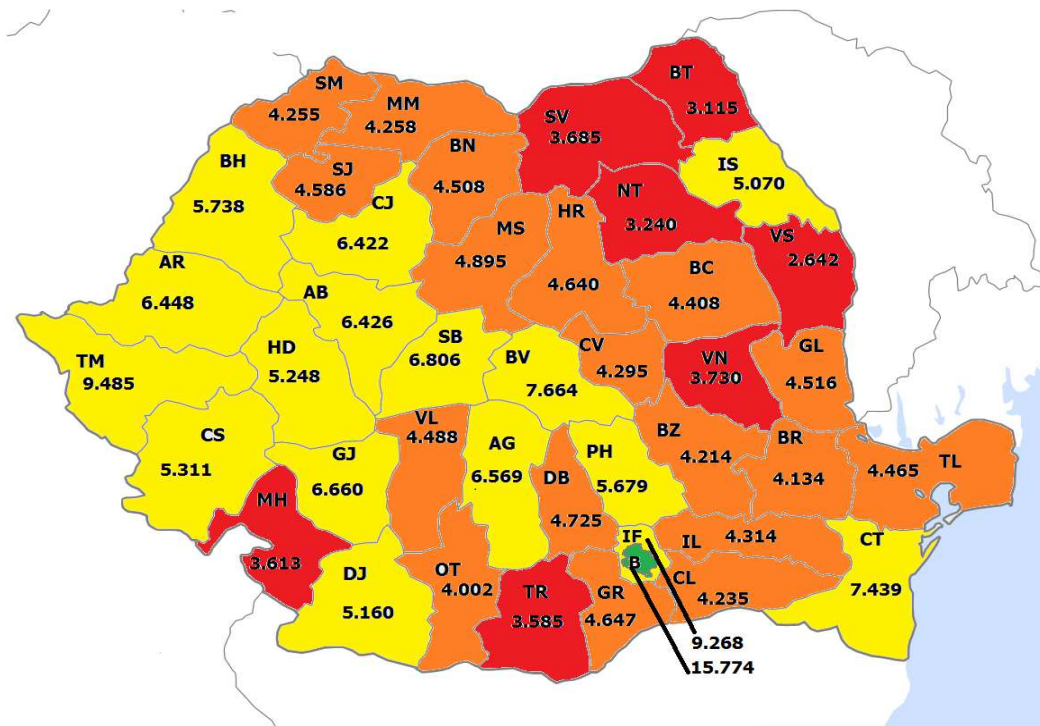 SM
4.255
MM
4.258
BT
3.115
SV
3.685
BN
4.508
IS
5.070
BH
5.738
SJ
4.586
CJ
6.422
NT
3.240
HR
4.640
MS
4.895
VS
2.642
AR
6.448
AB
6.426
BC
4.408
TM
9.485
HD
5.248
SB
6.806
BV
7.664
CV
4.295
VN
3.730
GL
4.516
CS
5.311
GJ
6.660
VL
4.488
AG
6.569
DB
4.725
PH
5.679
BZ
4.214
BR
4.134
TL
4.465
MH
3.613
DJ
5.160
OT
4.002
TR
3.585
GR
4.647
IF
B
IL
4.314
CL
4.235
CT
7.439
9.268
15.774